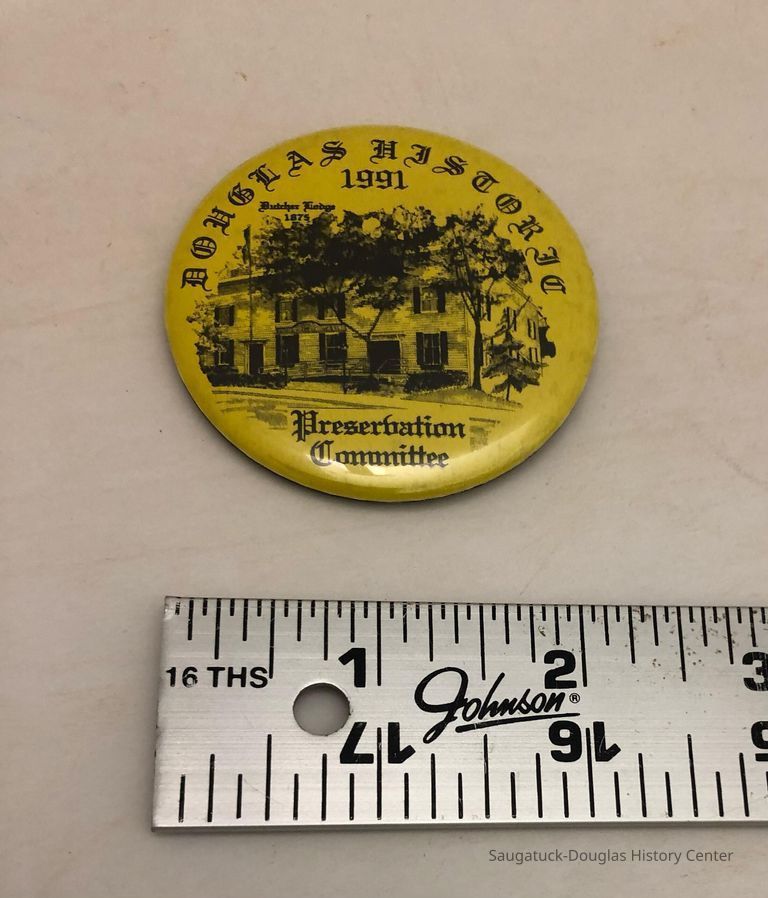 DOUGLAS HISTORIC
1991
Dutcher Lodge
1875
Preservation
Committee
16 THS
1
2
3
Johnson®
17
16
Saugatuck-Douglas History Center